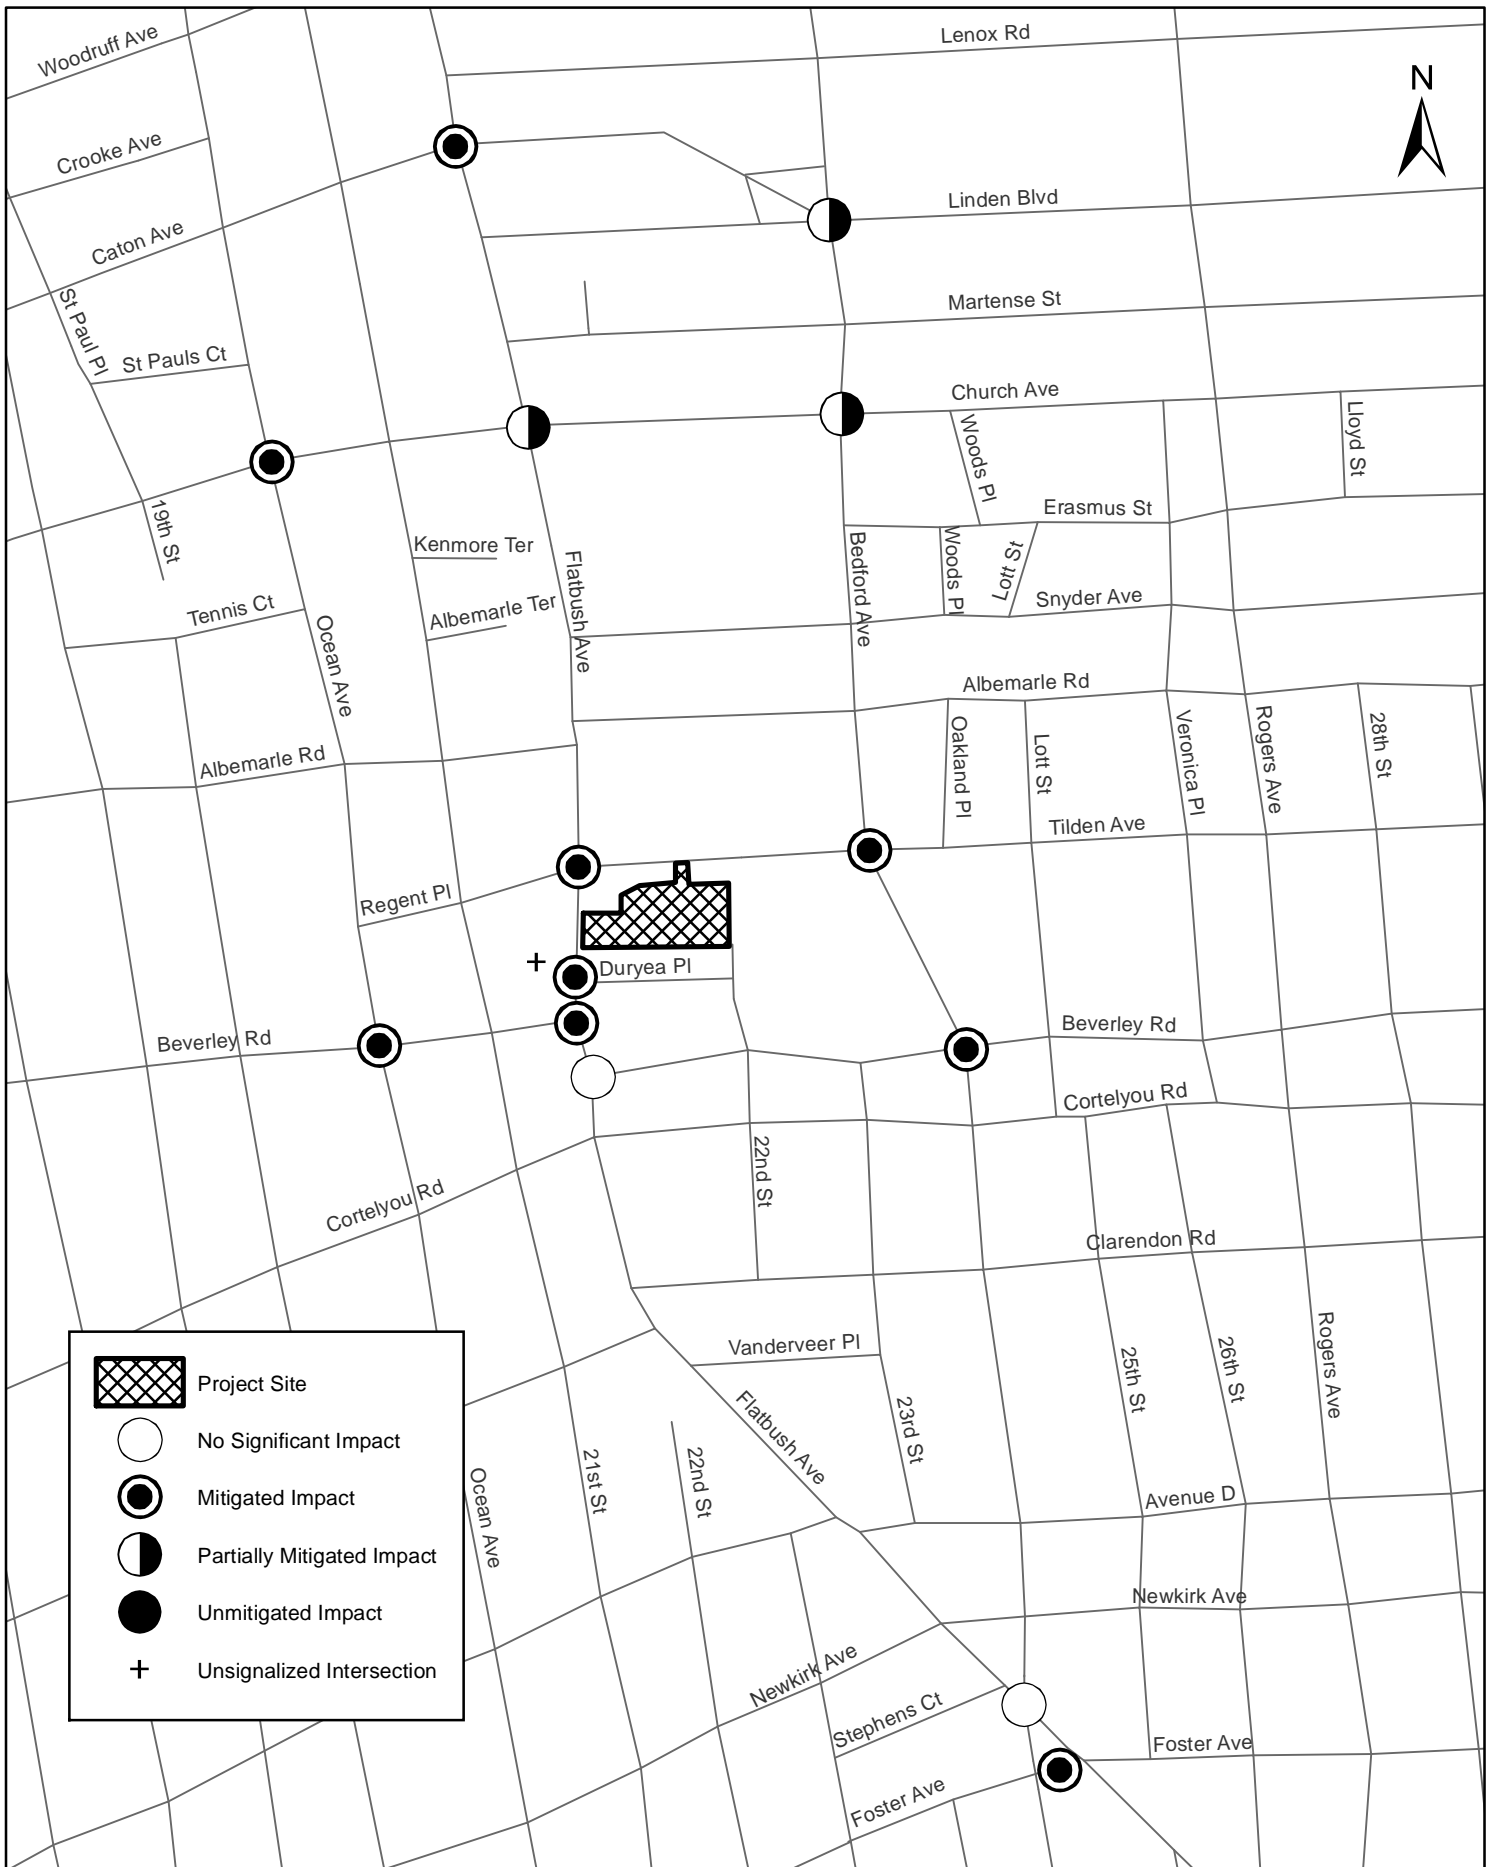 Woodruff Ave
Lenox Rd
N
Crooke Ave
Linden Blvd
Caton Ave
St Paul Pl
Martense St
St Pauls Ct
Church Ave
Woods Pl
Lloyd St
19th St
Erasmus St
Kenmore Ter
Flatbush Ave
Bedford Ave
Woods Pl
Lott St
Tennis Ct
Albemarle Ter
Snyder Ave
Ocean Ave
Albemarle Rd
Albemarle Rd
Oakland Pl
Lott St
Veronica Pl
Rogers Ave
28th St
Tilden Ave
Regent Pl
+
Duryea Pl
Beverley Rd
Beverley Rd
Cortelyou Rd
22nd St
Cortelyou Rd
Clarendon Rd
Vanderveer Pl
Rogers Ave
25th St
26th St
Project Site
Flatbush Ave
23rd St
No Significant Impact
21st St
22nd St
Ocean Ave
Mitigated Impact
Avenue D
Partially Mitigated Impact
Newkirk Ave
Unmitigated Impact
+ Unsignalized Intersection
Newkirk Ave
Stephens Ct
Foster Ave
Foster Ave